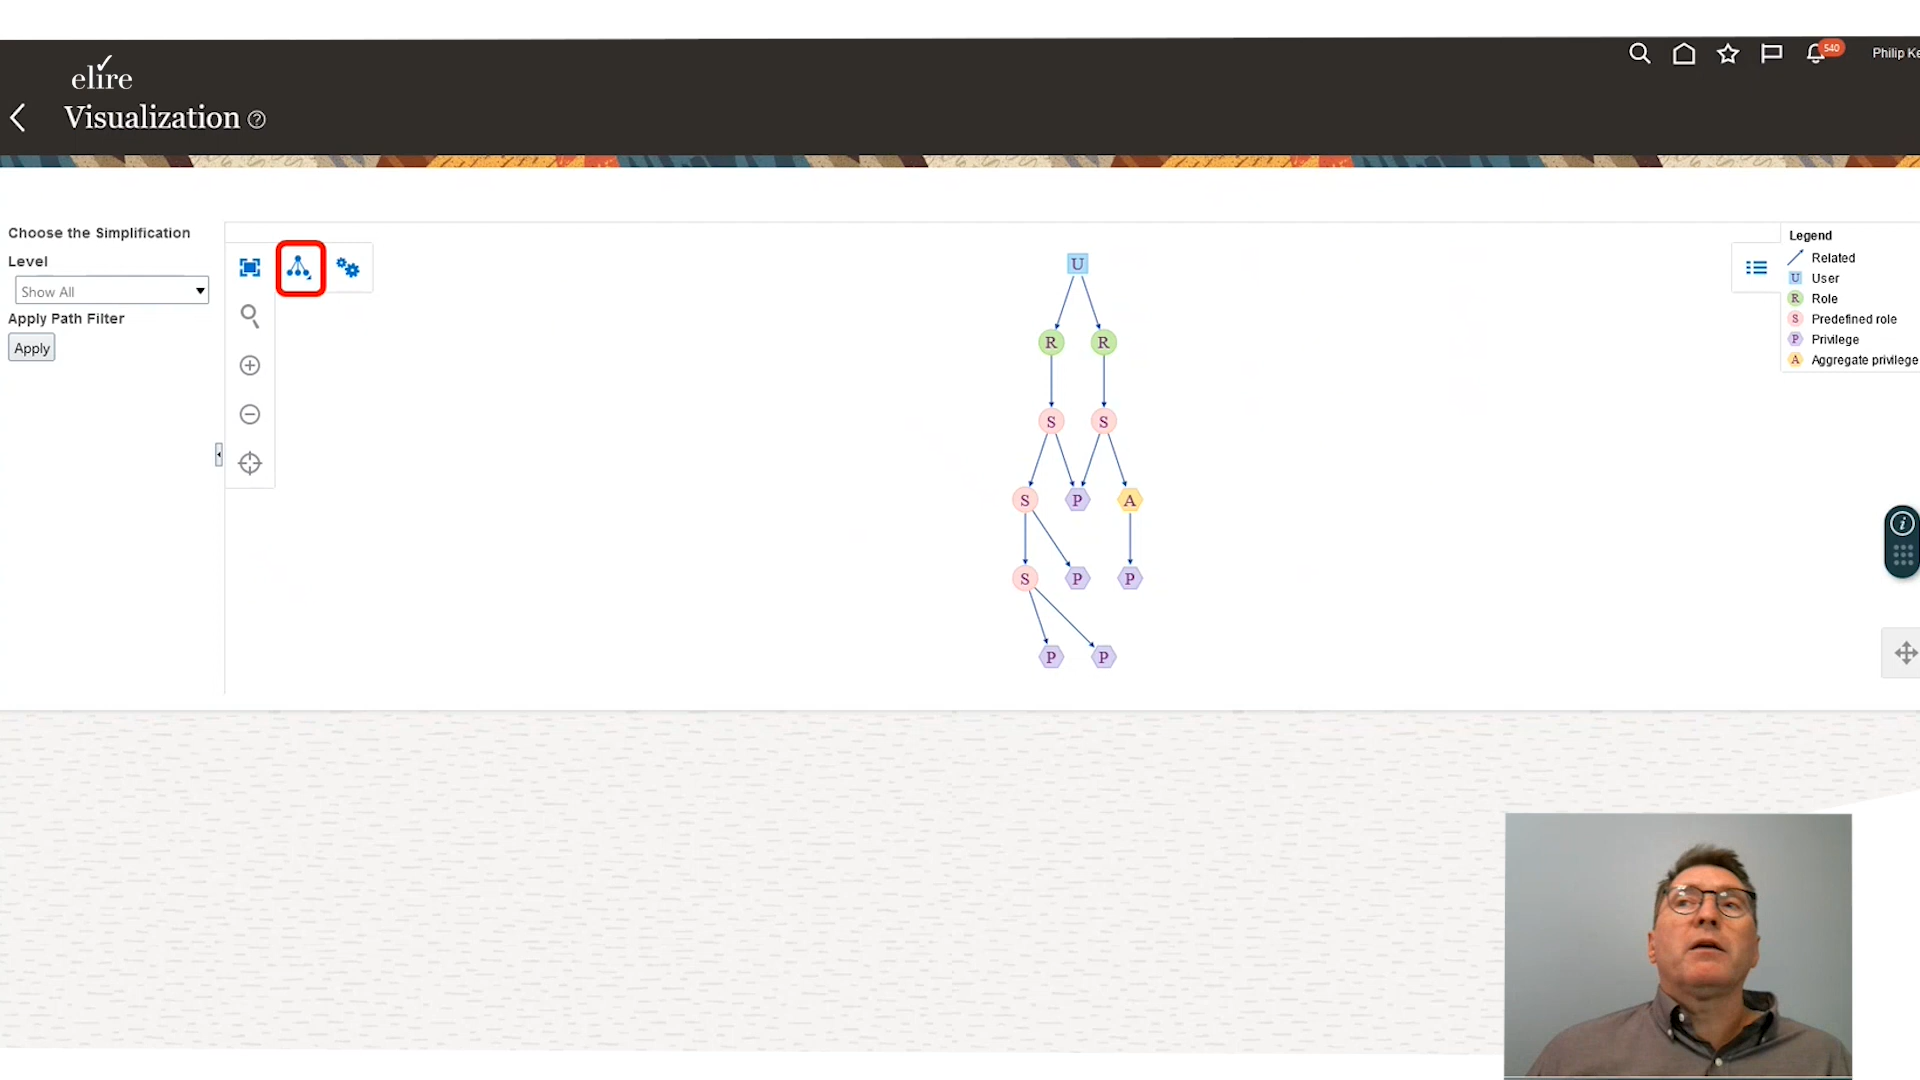 elire
540
Philip Ke
Visualization ?
Choose the Simplification
Level
Show All
Apply Path Filter
Apply
U
R R
S S
S P A
S P P
P P
Legend
Related
U User
R Role
S Predefined role
P Privilege
A Aggregate privilege
i